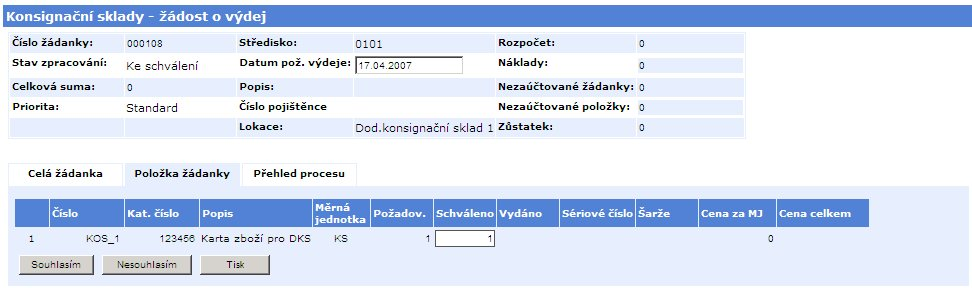 Konsignační sklady - žádost o výdej
Číslo žádanky: 000108 Středisko: 0101 Rozpočet: 0
Stav zpracování: Ke schválení Datum pož. výdeje: 17.04.2007 Náklady: 0
Celková suma: 0 Popis: Nezaúčtované žádanky: 0
Priorita: Standard Číslo pojištěnce Nezaúčtované položky: 0
Lokace: Dod.konsignační sklad 1 Zůstatek: 0
Celá žádanka Položka žádanky Přehled procesu
Číslo Kat. číslo Popis Měrná jednotka Požadov. Schváleno Vydáno Sériové číslo Šarže Cena za MJ Cena celkem
1 KOS_1 123456 Karta zboží pro DKS KS 1 1 0
Souhlasím Nesouhlasím Tisk